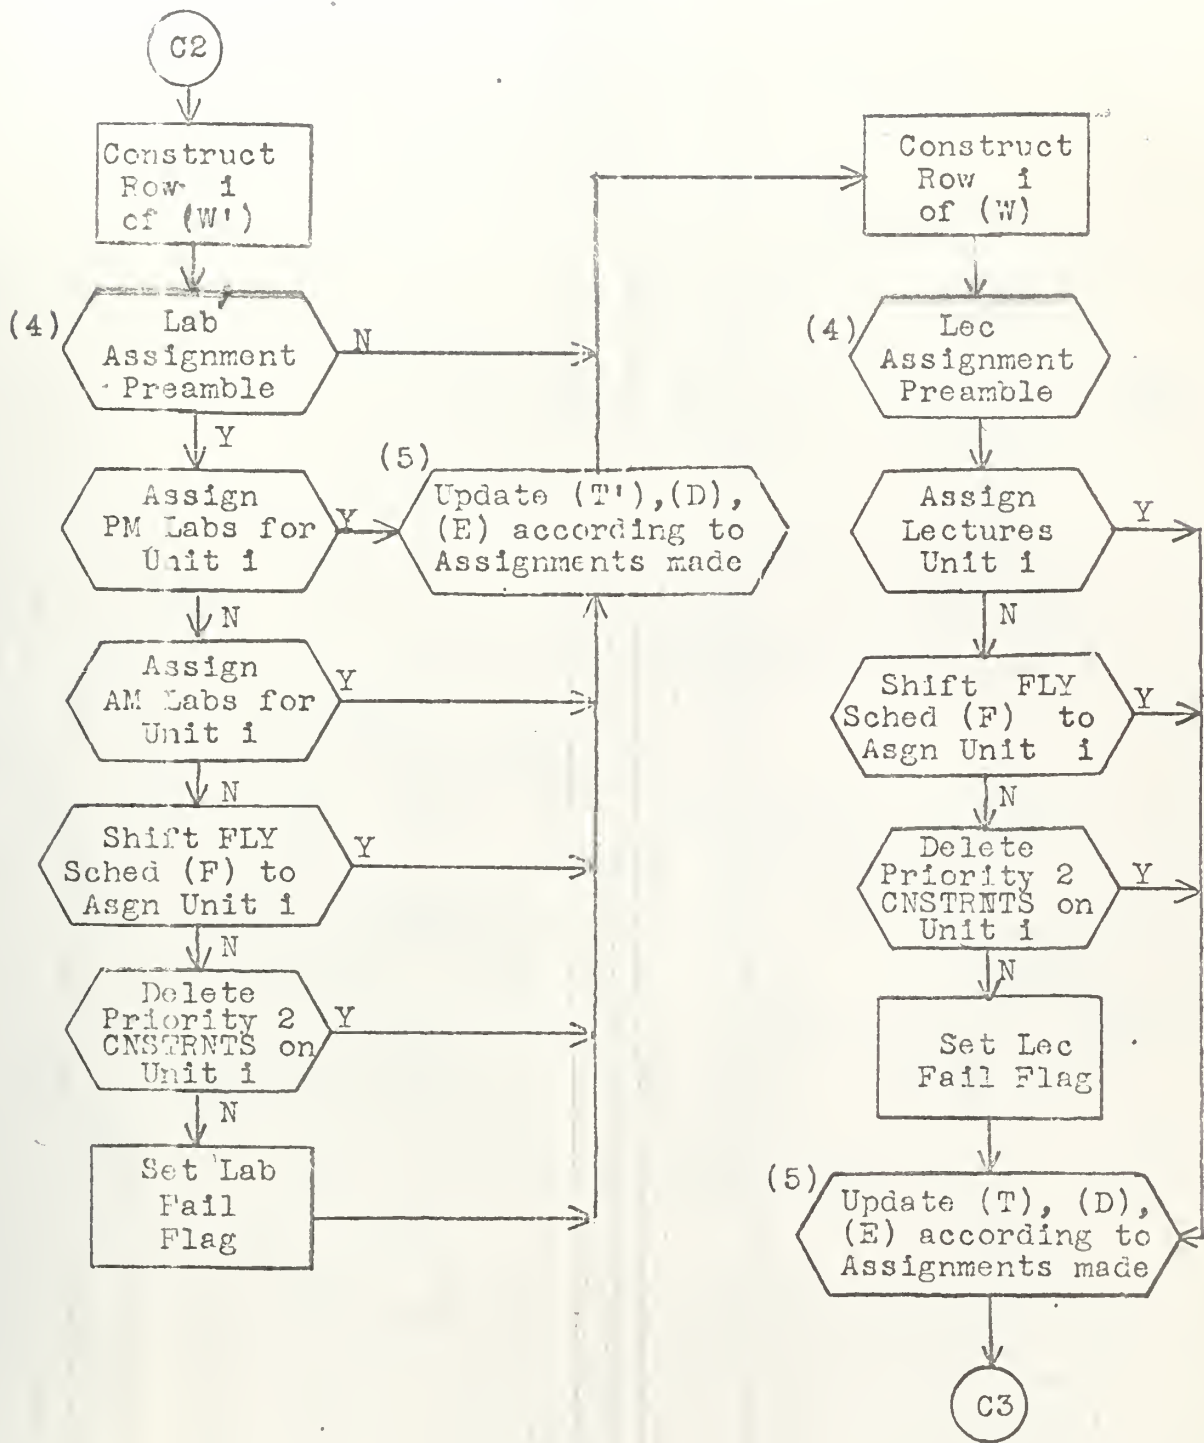 C2
Construct
Row i
of (W')
(4)
Lab
Assignment
Preamble
N
Y
Assign
PM Labs for
Unit i
Y
N
(5)
Update (T'),(D),
(E) according to
Assignments made
Assign
AM Labs for
Unit i
Y
N
Shift FLY
Sched (F) to
Asgn Unit i
Y
N
Delete
Priority 2
CNSTRNTS on
Unit i
Y
N
Set Lab
Fail
Flag
Construct
Row i
of (W)
(4)
Lec
Assignment
Preamble
Assign
Lectures
Unit i
Y
N
Shift FLY
Sched (F) to
Asgn Unit i
Y
N
Delete
Priority 2
CNSTRNTS on
Unit i
Y
N
Set Lec
Fail Flag
(5)
Update (T), (D),
(E) according to
Assignments made
C3